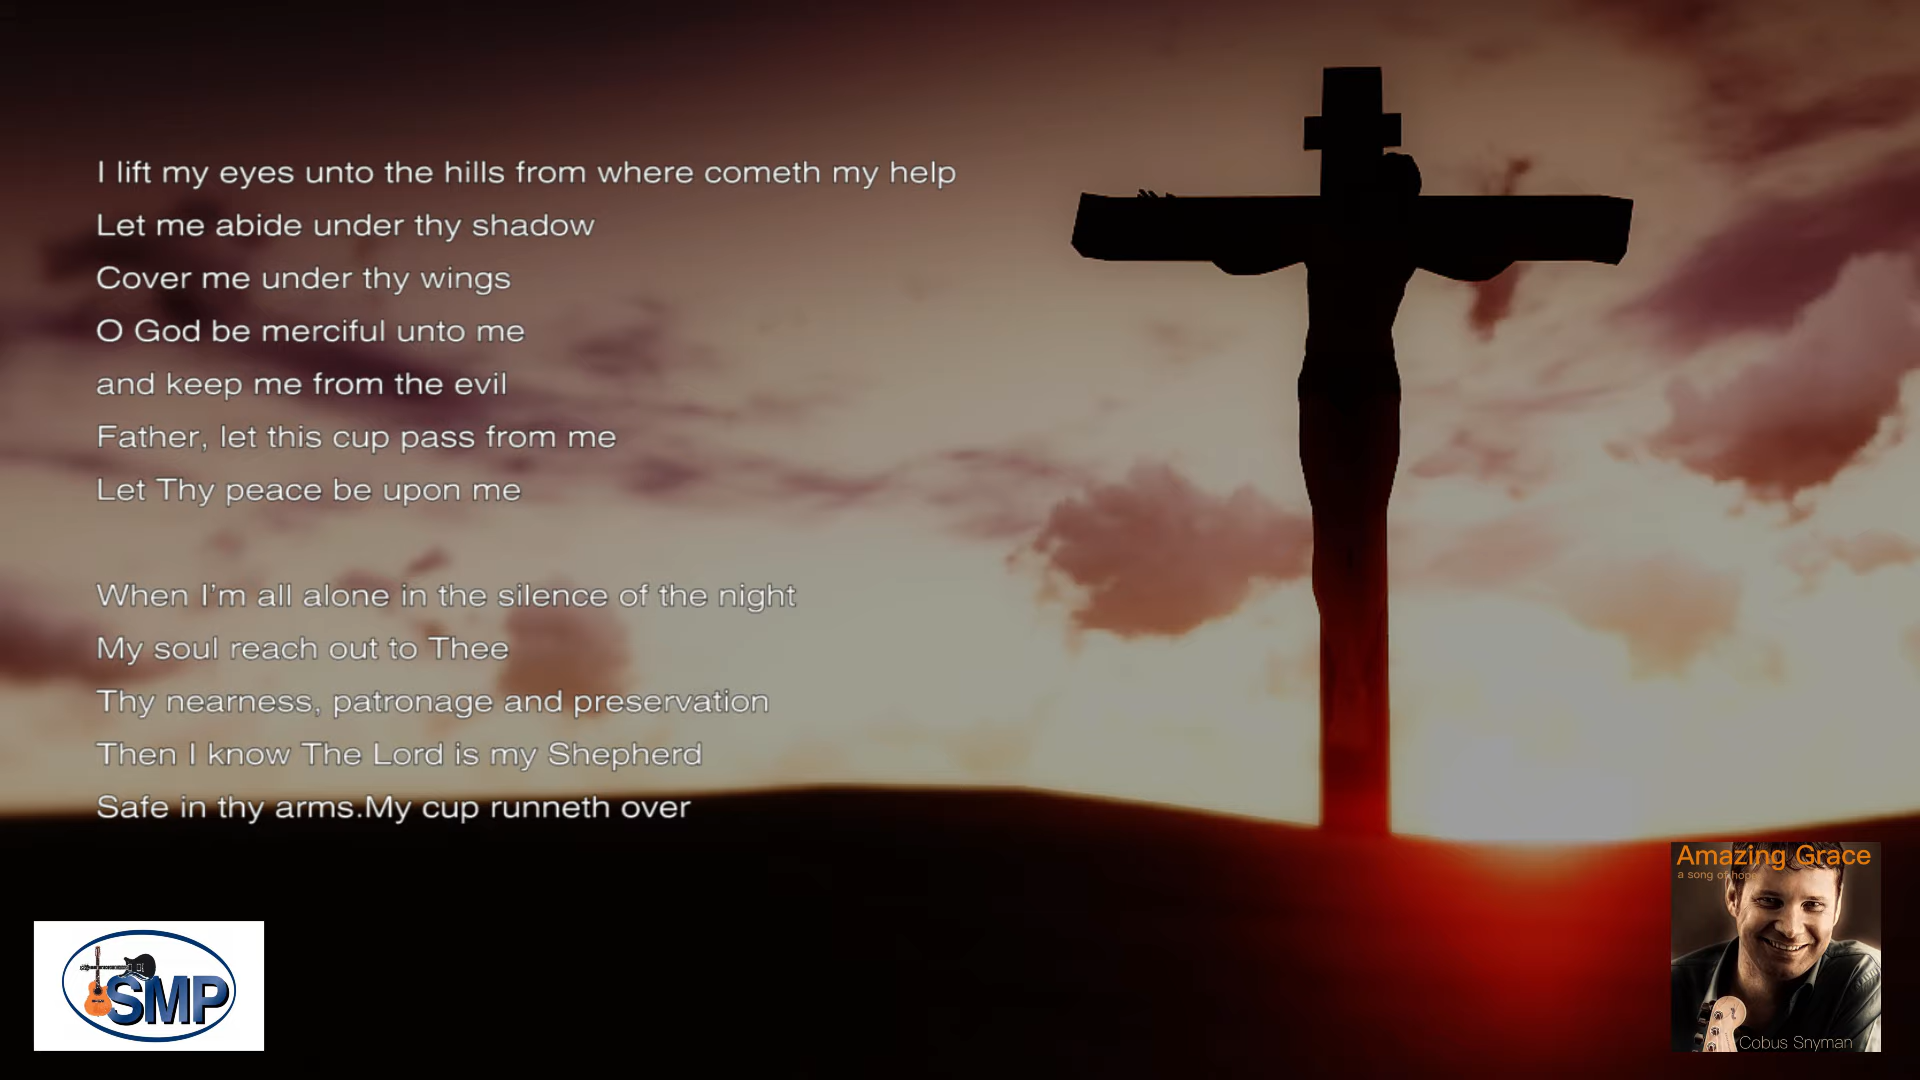 I lift my eyes unto the hills from where cometh my help
Let me abide under thy shadow
Cover me under thy wings
O God be merciful unto me
and keep me from the evil
Father, let this cup pass from me
Let Thy peace be upon me
When I'm all alone in the silence of the night
My soul reach out to Thee
Thy nearness, patronage and preservation
Then I know The Lord is my Shepherd
Safe in thy arms.My cup runneth over
SMP
Amazing Grace
a song of hope
Cobus Snyman